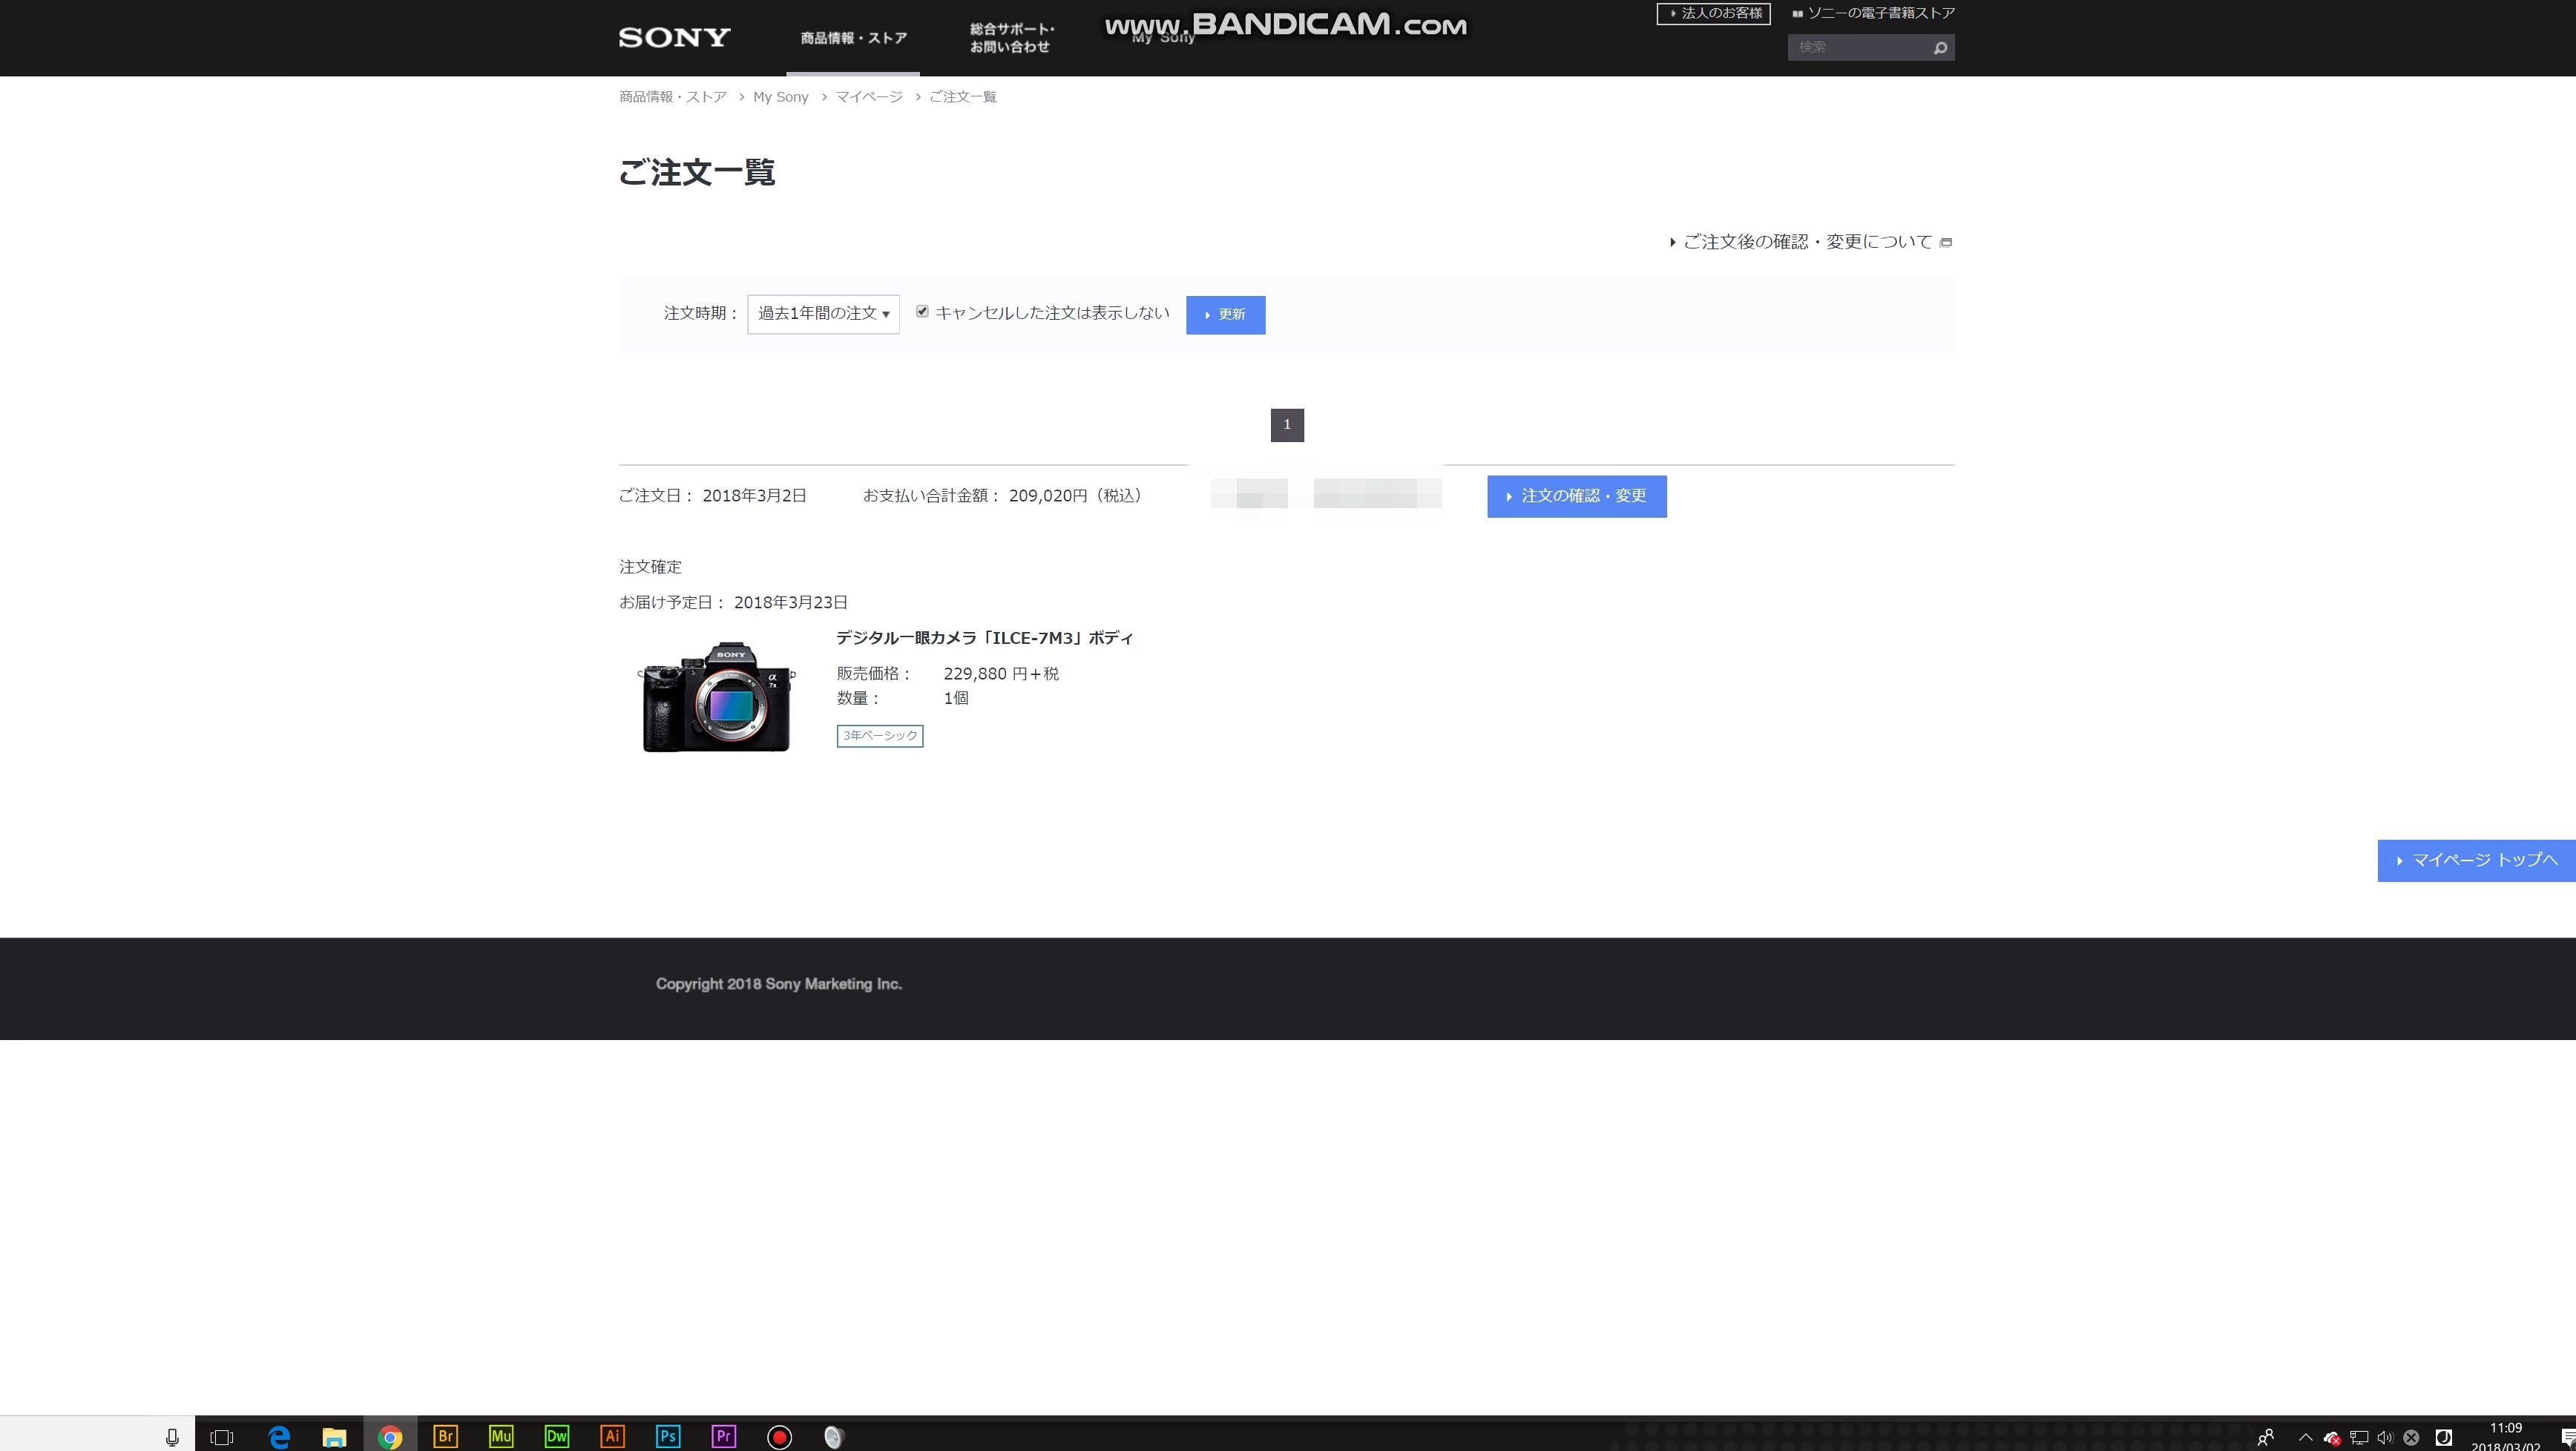 SONY
商品情報・ストア
総合サポート・
お問い合わせ
My Sony
www.BANDICAM.com
法人のお客様
ソニーの電子書籍ストア
検索
商品情報・ストア > My Sony > マイページ > ご注文一覧
ご注文一覧
ご注文後の確認・変更について
注文時期： 過去1年間の注文 キャンセルした注文は表示しない 更新
1
ご注文日： 2018年3月2日 お支払い合計金額： 209,020円（税込） 注文の確認・変更
注文確定
お届け予定日： 2018年3月23日
SONY
α
デジタル一眼カメラ「ILCE-7M3」ボディ
販売価格： 229,880 円＋税
数量： 1個
3年ベーシック
マイページ トップへ
Copyright 2018 Sony Marketing Inc.
Br Mu Dw Ai Ps Pr
11:09
2018/03/02